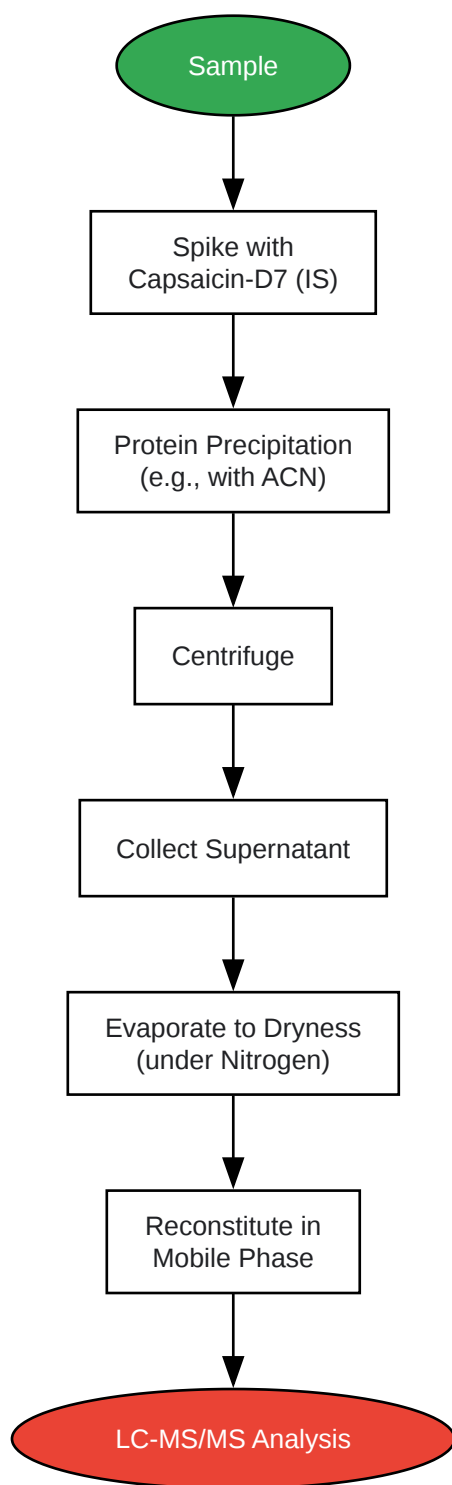 Sample
Spike with
Capsaicin-D7 (IS)
Protein Precipitation
(e.g., with ACN)
Centrifuge
Collect Supernatant
Evaporate to Dryness
(under Nitrogen)
Reconstitute in
Mobile Phase
LC-MS/MS Analysis